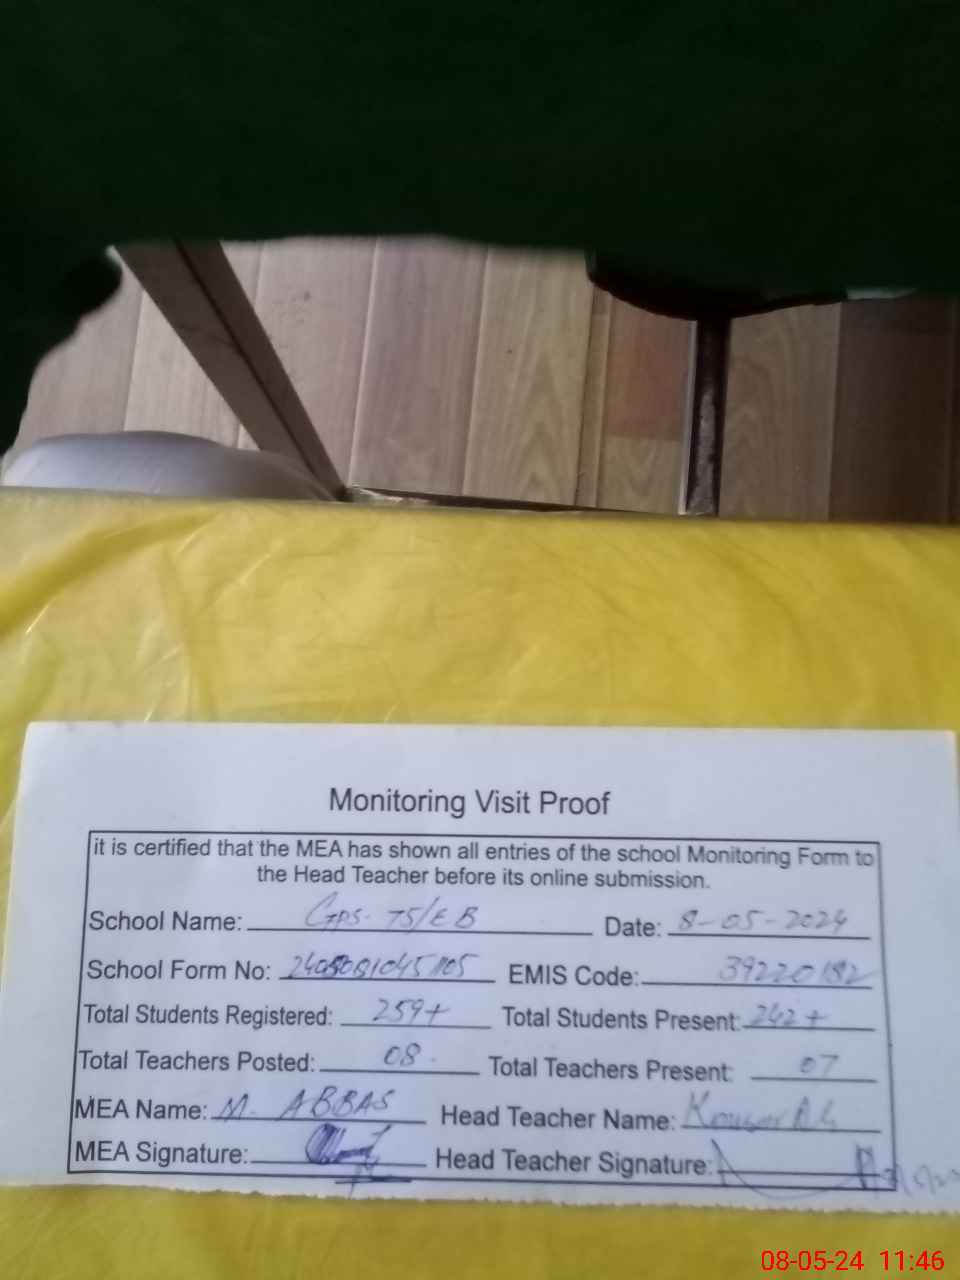 Monitoring Visit Proof
it is certified that the MEA has shown all entries of the school Monitoring Form to
the Head Teacher before its online submission.
School Name: GPS. 75/EB Date: 8-05-2024
School Form No: EMIS Code: 39220182
Total Students Registered: 259+ Total Students Present: 242+
Total Teachers Posted: 08 Total Teachers Present: 07
MEA Name: M. ABBAS Head Teacher Name:
MEA Signature: Head Teacher Signature:
08-05-24 11:46